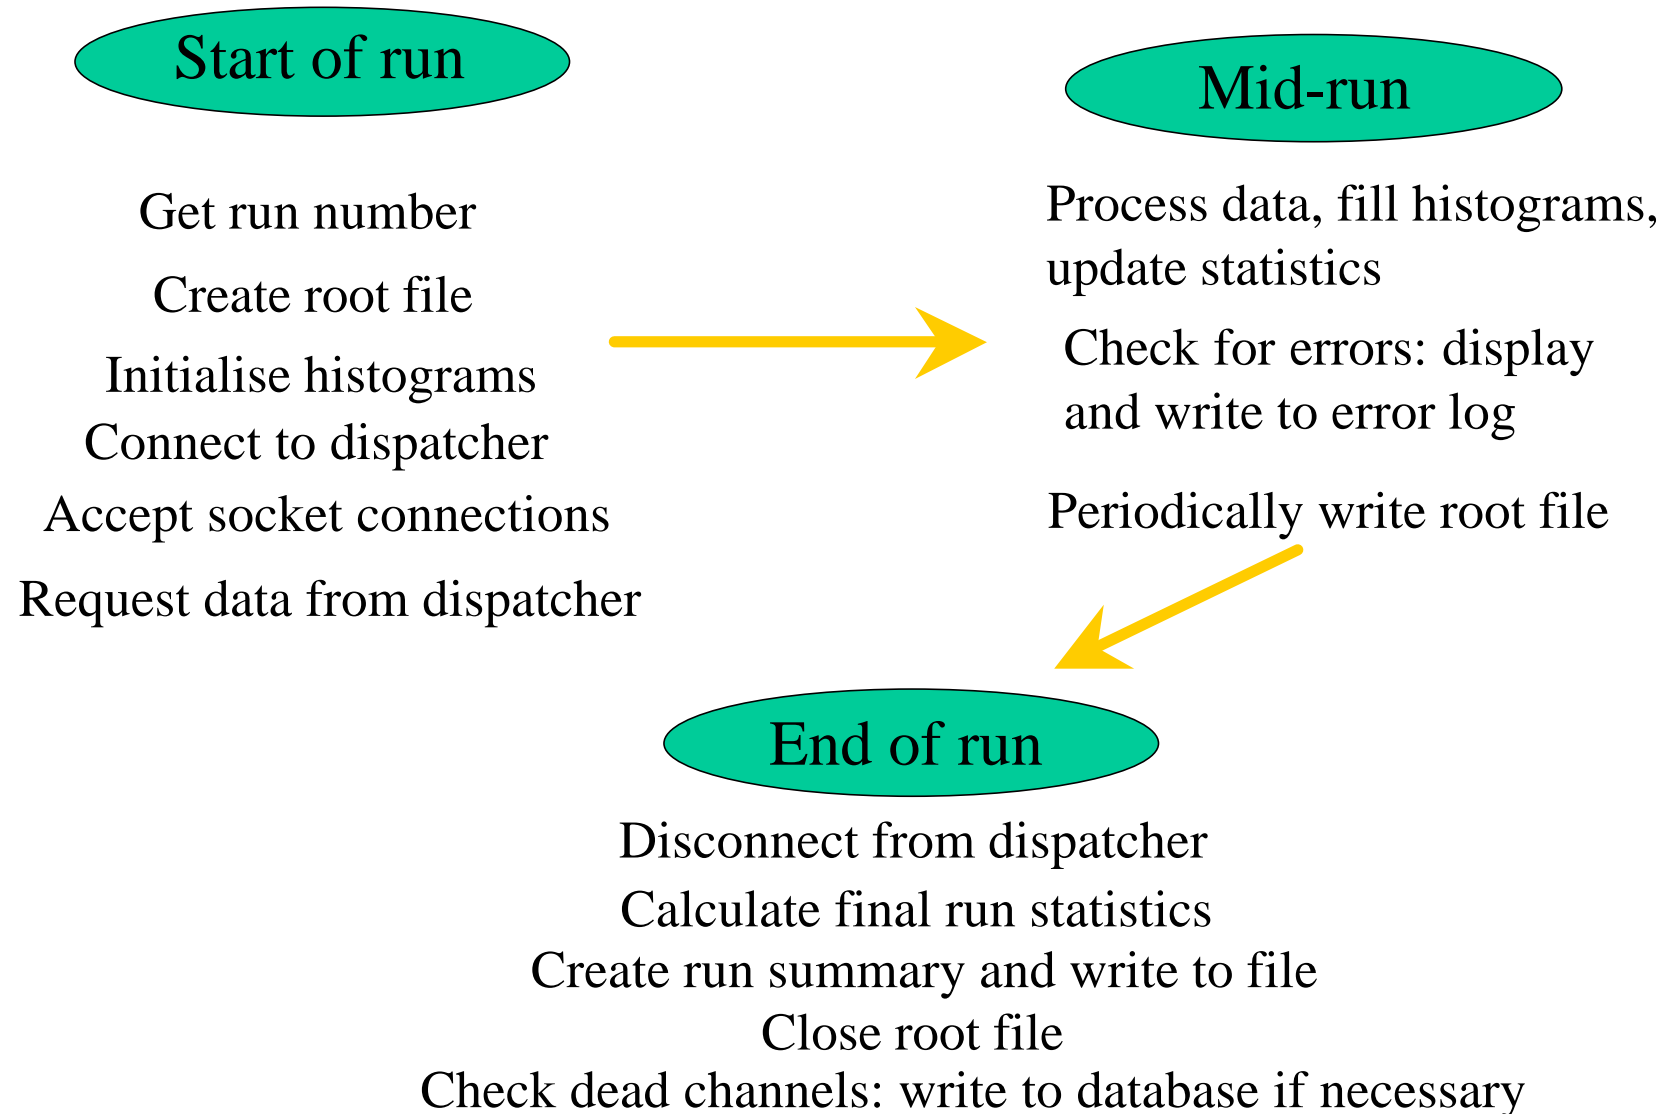 Start of run
Get run number
Create root file
Initialise histograms
Connect to dispatcher
Accept socket connections
Request data from dispatcher
Mid-run
Process data, fill histograms,
update statistics
Check for errors: display
and write to error log
Periodically write root file
End of run
Disconnect from dispatcher
Calculate final run statistics
Create run summary and write to file
Close root file
Check dead channels: write to database if necessary